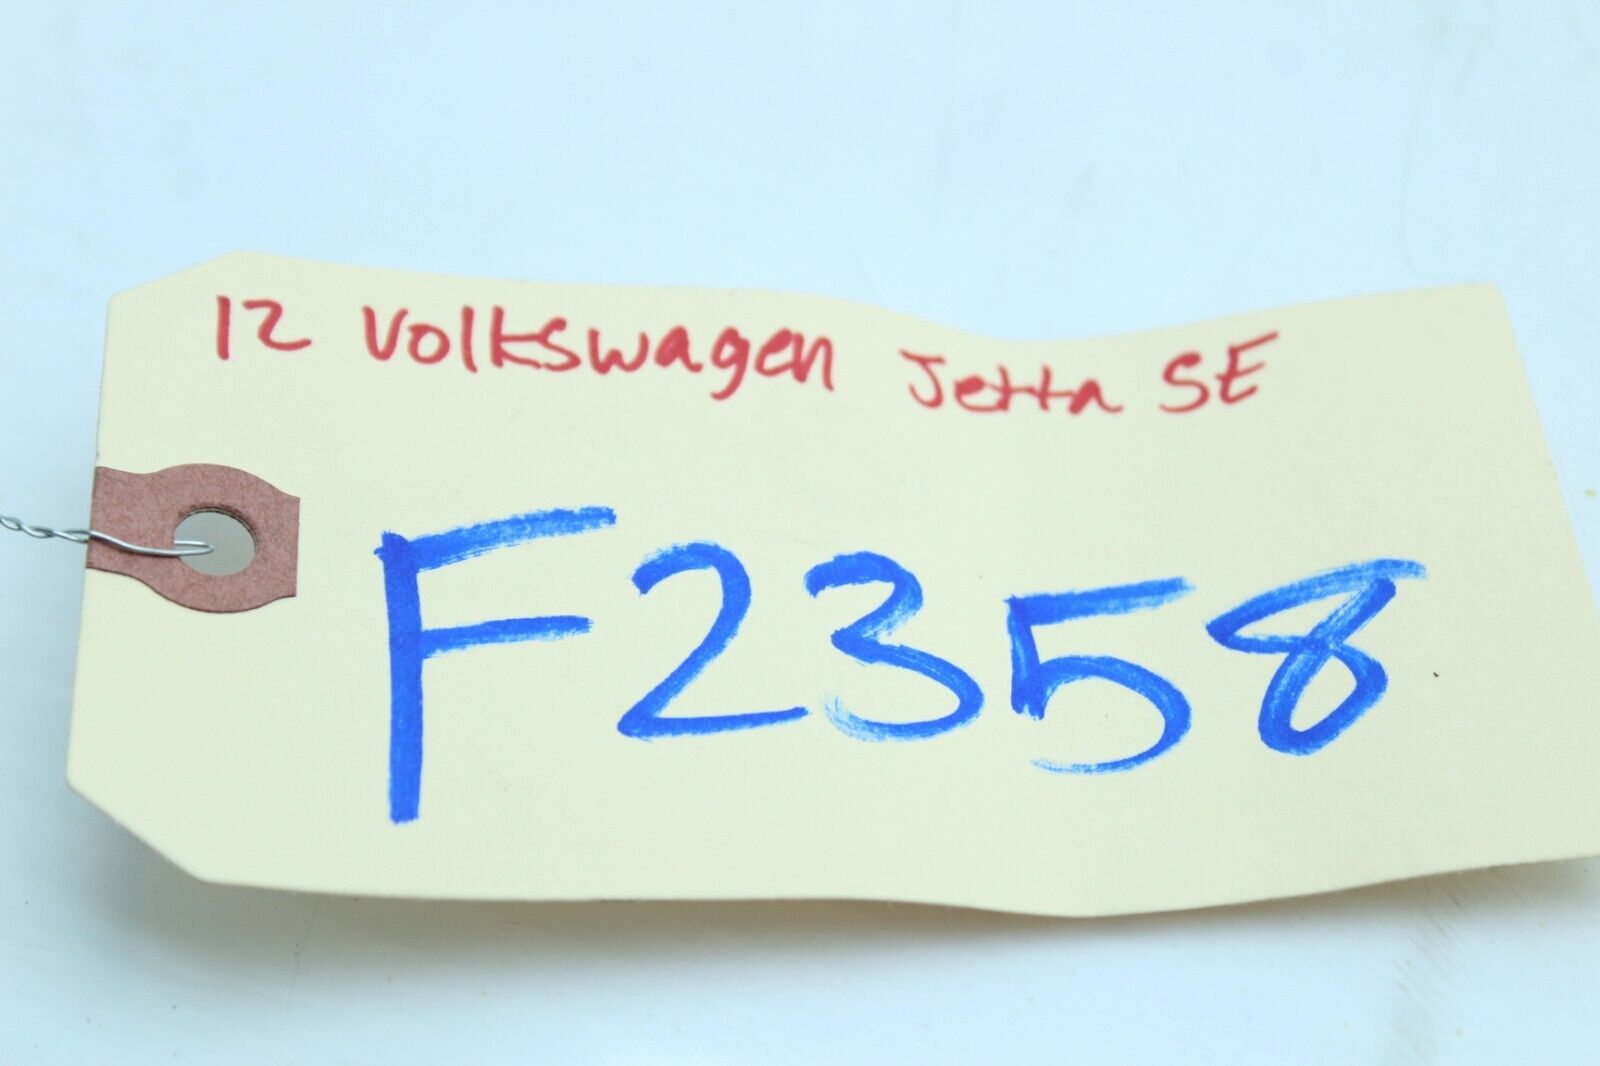 12 Volkswagen Jetta SE
F2358